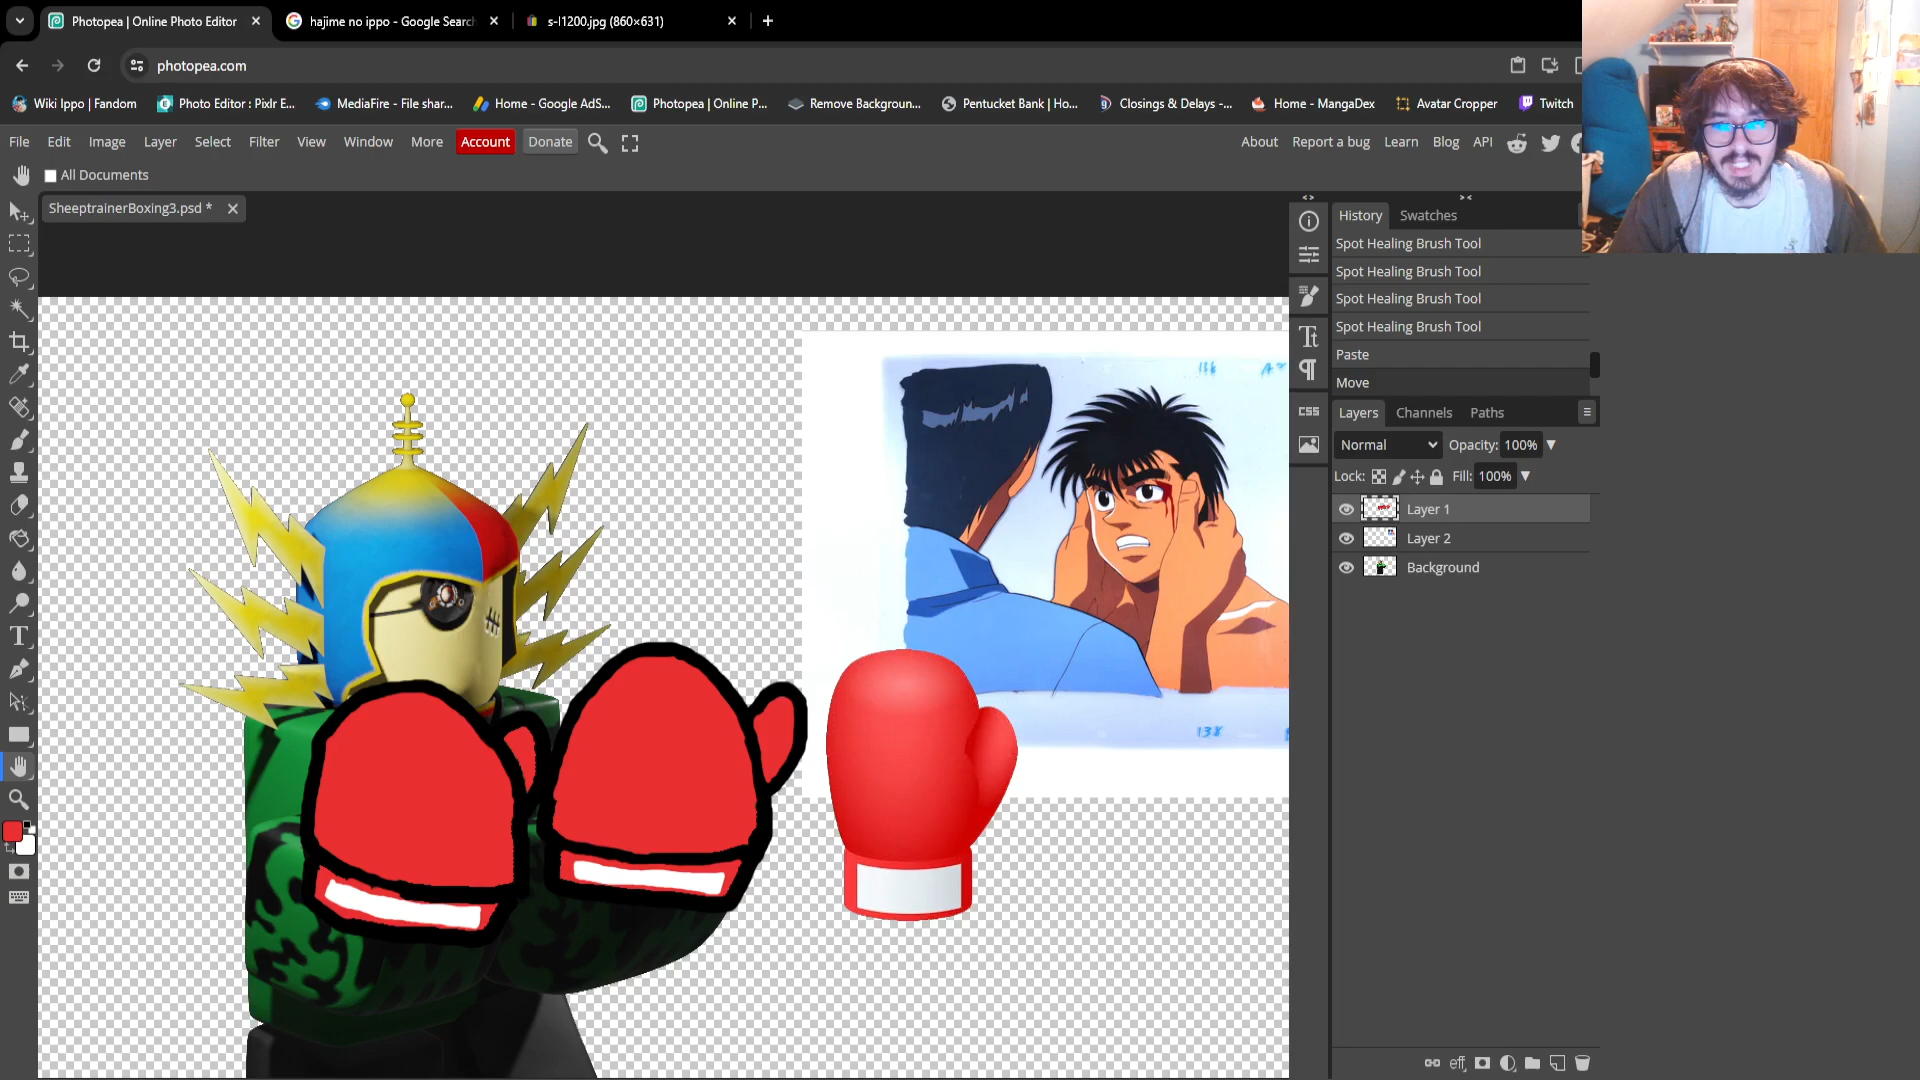 Photopea | Online Photo Editor
hajime no ippo - Google Search
s-l1200.jpg (860×631)
photopea.com
Wiki Ippo | Fandom
Photo Editor : Pixlr E...
MediaFire - File shar...
Home - Google AdS...
Photopea | Online P...
Remove Backgroun...
Pentucket Bank | Ho...
Closings & Delays -...
Home - MangaDex
Avatar Cropper
Twitch
File Edit Image Layer Select Filter View Window More Account Donate
About Report a bug Learn Blog API
All Documents
SheeptrainerBoxing3.psd *
History Swatches
Spot Healing Brush Tool
Spot Healing Brush Tool
Spot Healing Brush Tool
Spot Healing Brush Tool
Paste
Move
Layers Channels Paths
Normal Opacity: 100%
Lock: Fill: 100%
Layer 1
Layer 2
Background
CSS
eff
138